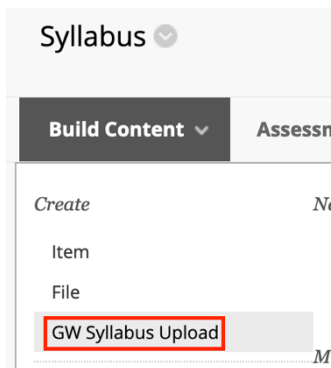 Syllabus
Build Content
Create
Item
File
GW Syllabus Upload